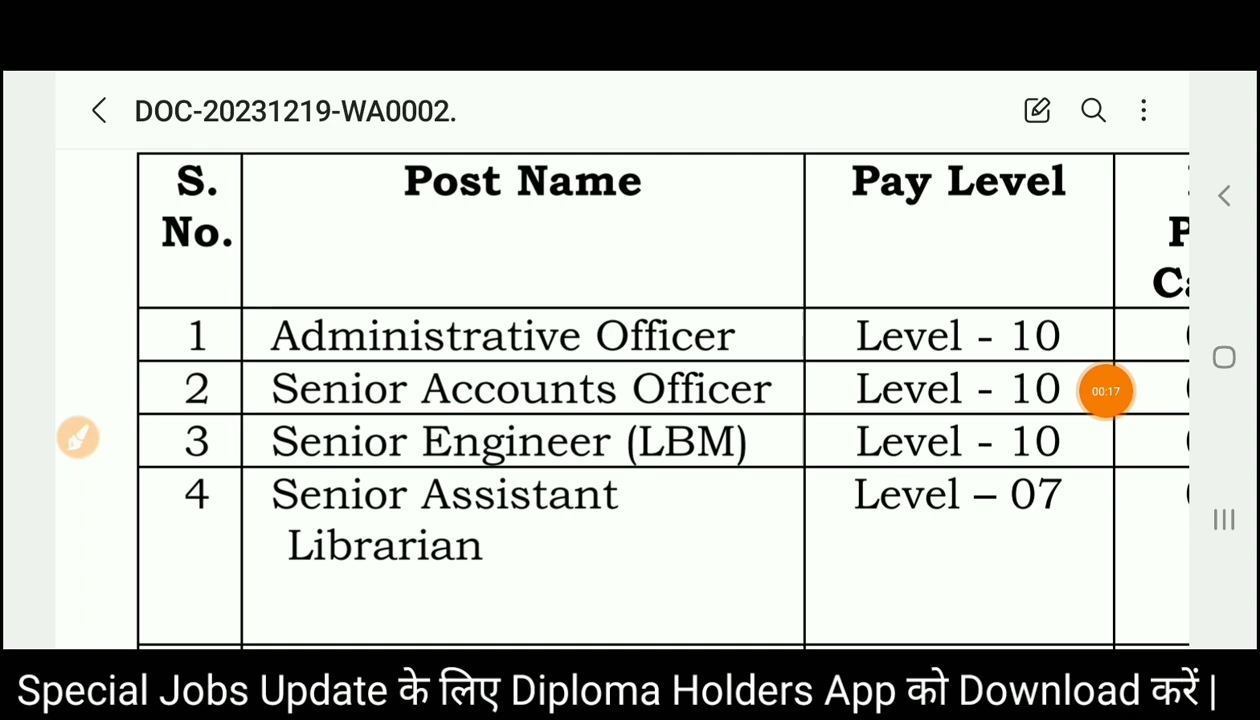 DOC-20231219-WA0002.
S. No.
Post Name
Pay Level
1 Administrative Officer Level - 10
2 Senior Accounts Officer Level - 10
00:17
3 Senior Engineer (LBM) Level - 10
4 Senior Assistant Level – 07
Librarian
Special Jobs Update के लिए Diploma Holders App को Download करें |